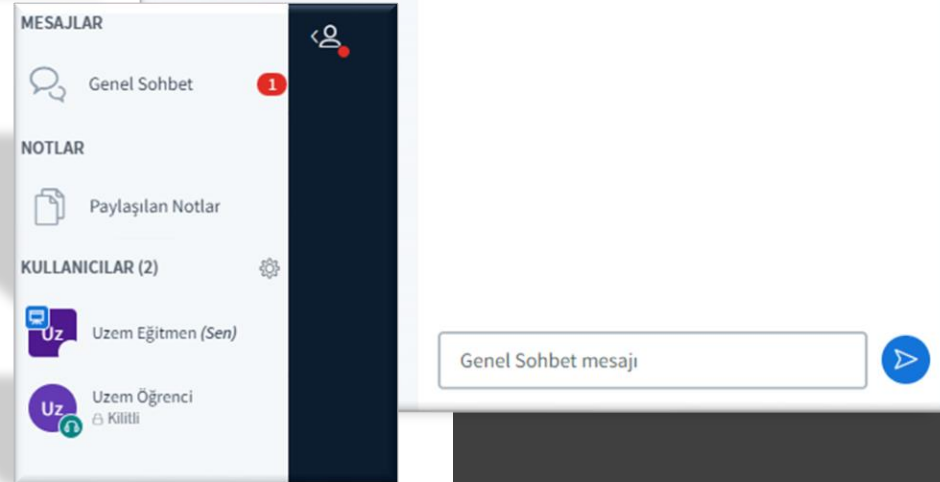 MESAJLAR
Genel Sohbet 1
NOTLAR
Paylaşılan Notlar
KULLANICILAR (2)
Uz Uzem Eğitmen (Sen)
Uz Uzem Öğrenci
Kilitli
Genel Sohbet mesajı